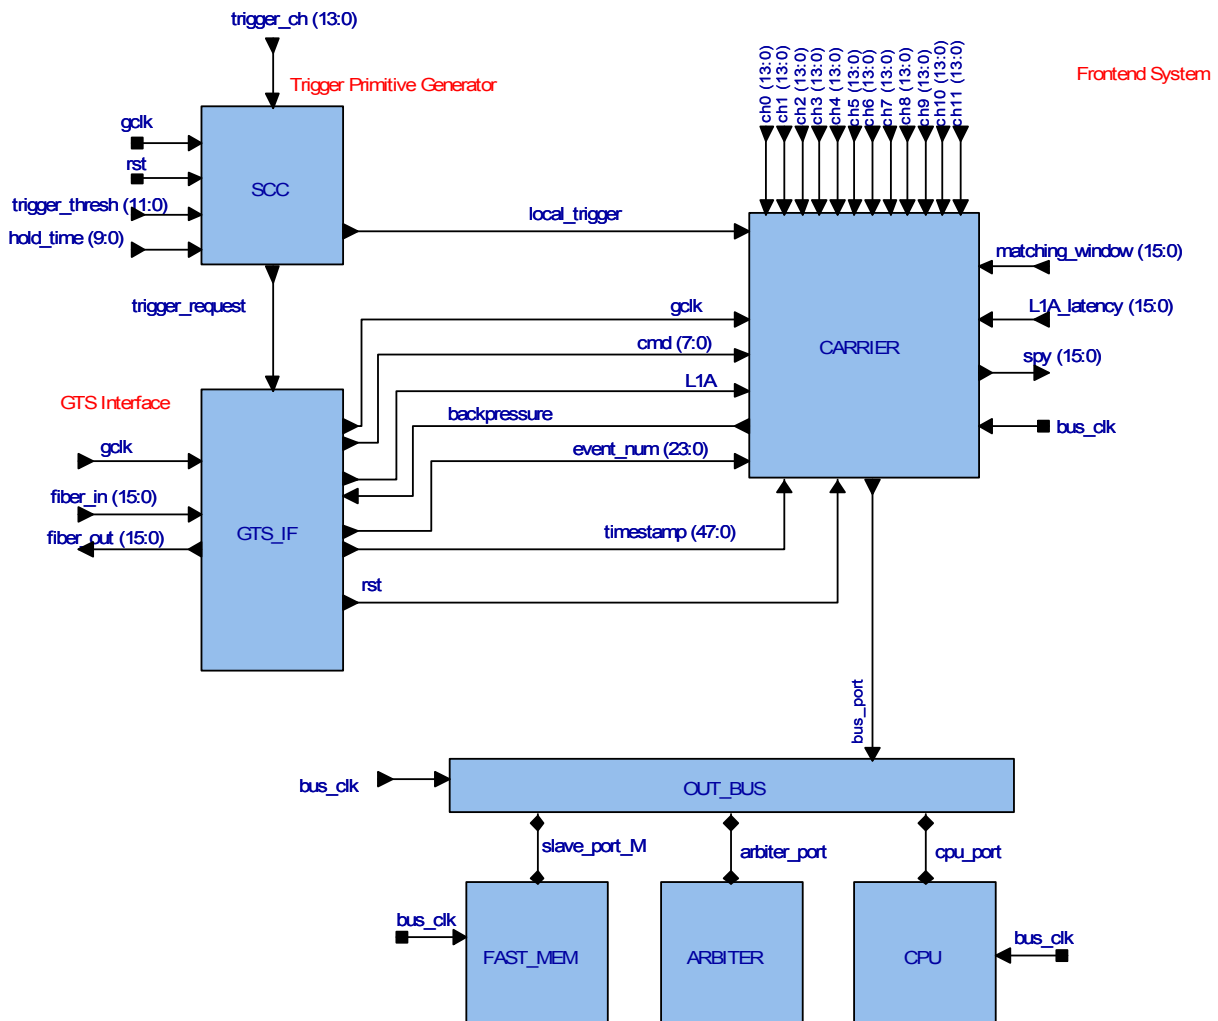 trigger_ch (13:0)
Trigger Primitive Generator
Frontend System
ch0 (13:0)
ch1 (13:0)
ch2 (13:0)
ch3 (13:0)
ch4 (13:0)
ch5 (13:0)
ch6 (13:0)
ch7 (13:0)
ch8 (13:0)
ch9 (13:0)
ch10 (13:0)
ch11 (13:0)
gclk
rst
trigger_thresh (11:0)
hold_time (9:0)
SCC
local_trigger
trigger_request
matching_window (15:0)
L1A_latency (15:0)
spy (15:0)
bus_clk
CARRIER
gclk
cmd (7:0)
L1A
backpressure
event_num (23:0)
timestamp (47:0)
rst
GTS Interface
gclk
fiber_in (15:0)
fiber_out (15:0)
GTS_IF
bus_port
bus_clk
OUT_BUS
slave_port_M
arbiter_port
cpu_port
bus_clk
FAST_MEM
ARBITER
CPU
bus_clk